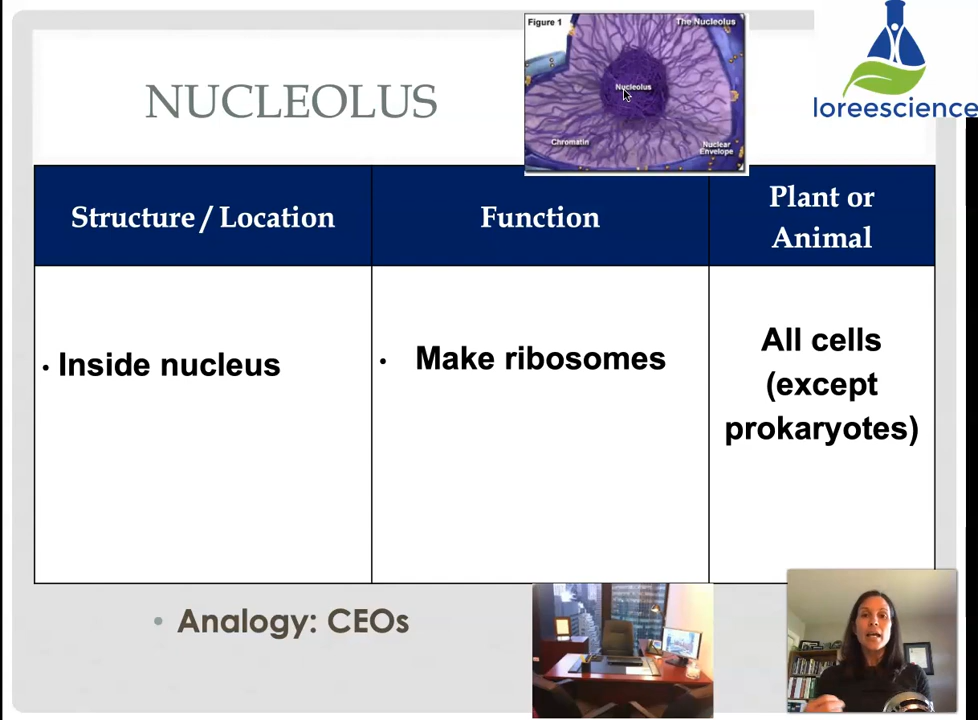 Figure 1
The Nucleolus
Nucleolus
Chromatin
Nuclear
Envelope
loreescience
NUCLEOLUS
Structure / Location
Function
Plant or
Animal
• Inside nucleus
• Make ribosomes
All cells
(except
prokaryotes)
• Analogy: CEOs